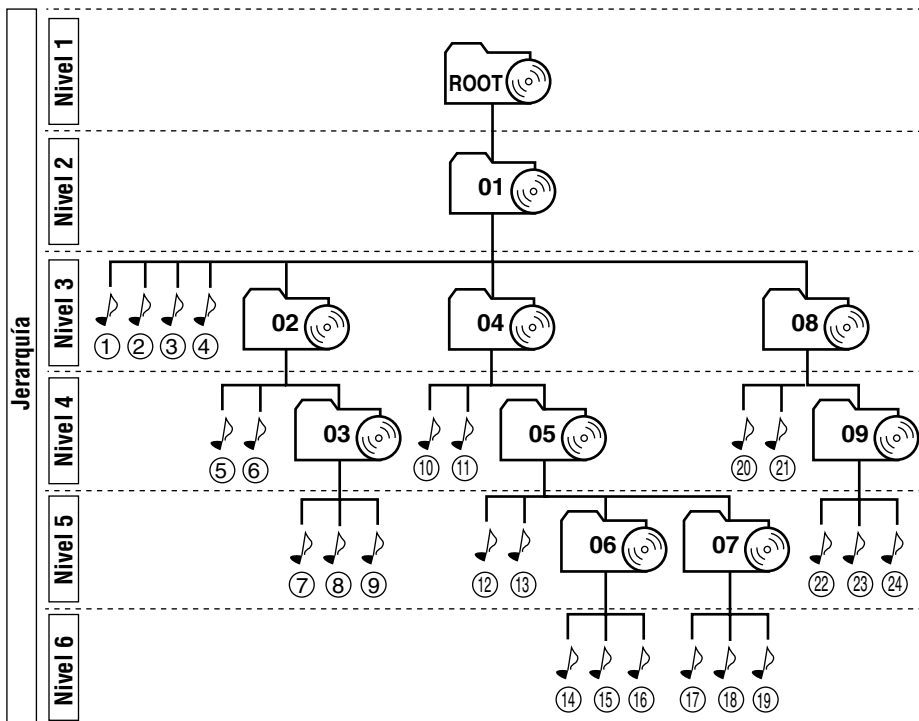 Jerarquía
Nivel 1
ROOT
Nivel 2
01
Nivel 3
① ② ③ ④ 02 04 08
Nivel 4
⑤ ⑥ 03 ⑩ ⑪ 05 ⑳ ㉑ 09
Nivel 5
⑦ ⑧ ⑨ ⑫ ⑬ 06 07 ㉒ ㉓ ㉔
Nivel 6
⑭ ⑮ ⑯ ⑰ ⑱ ⑲